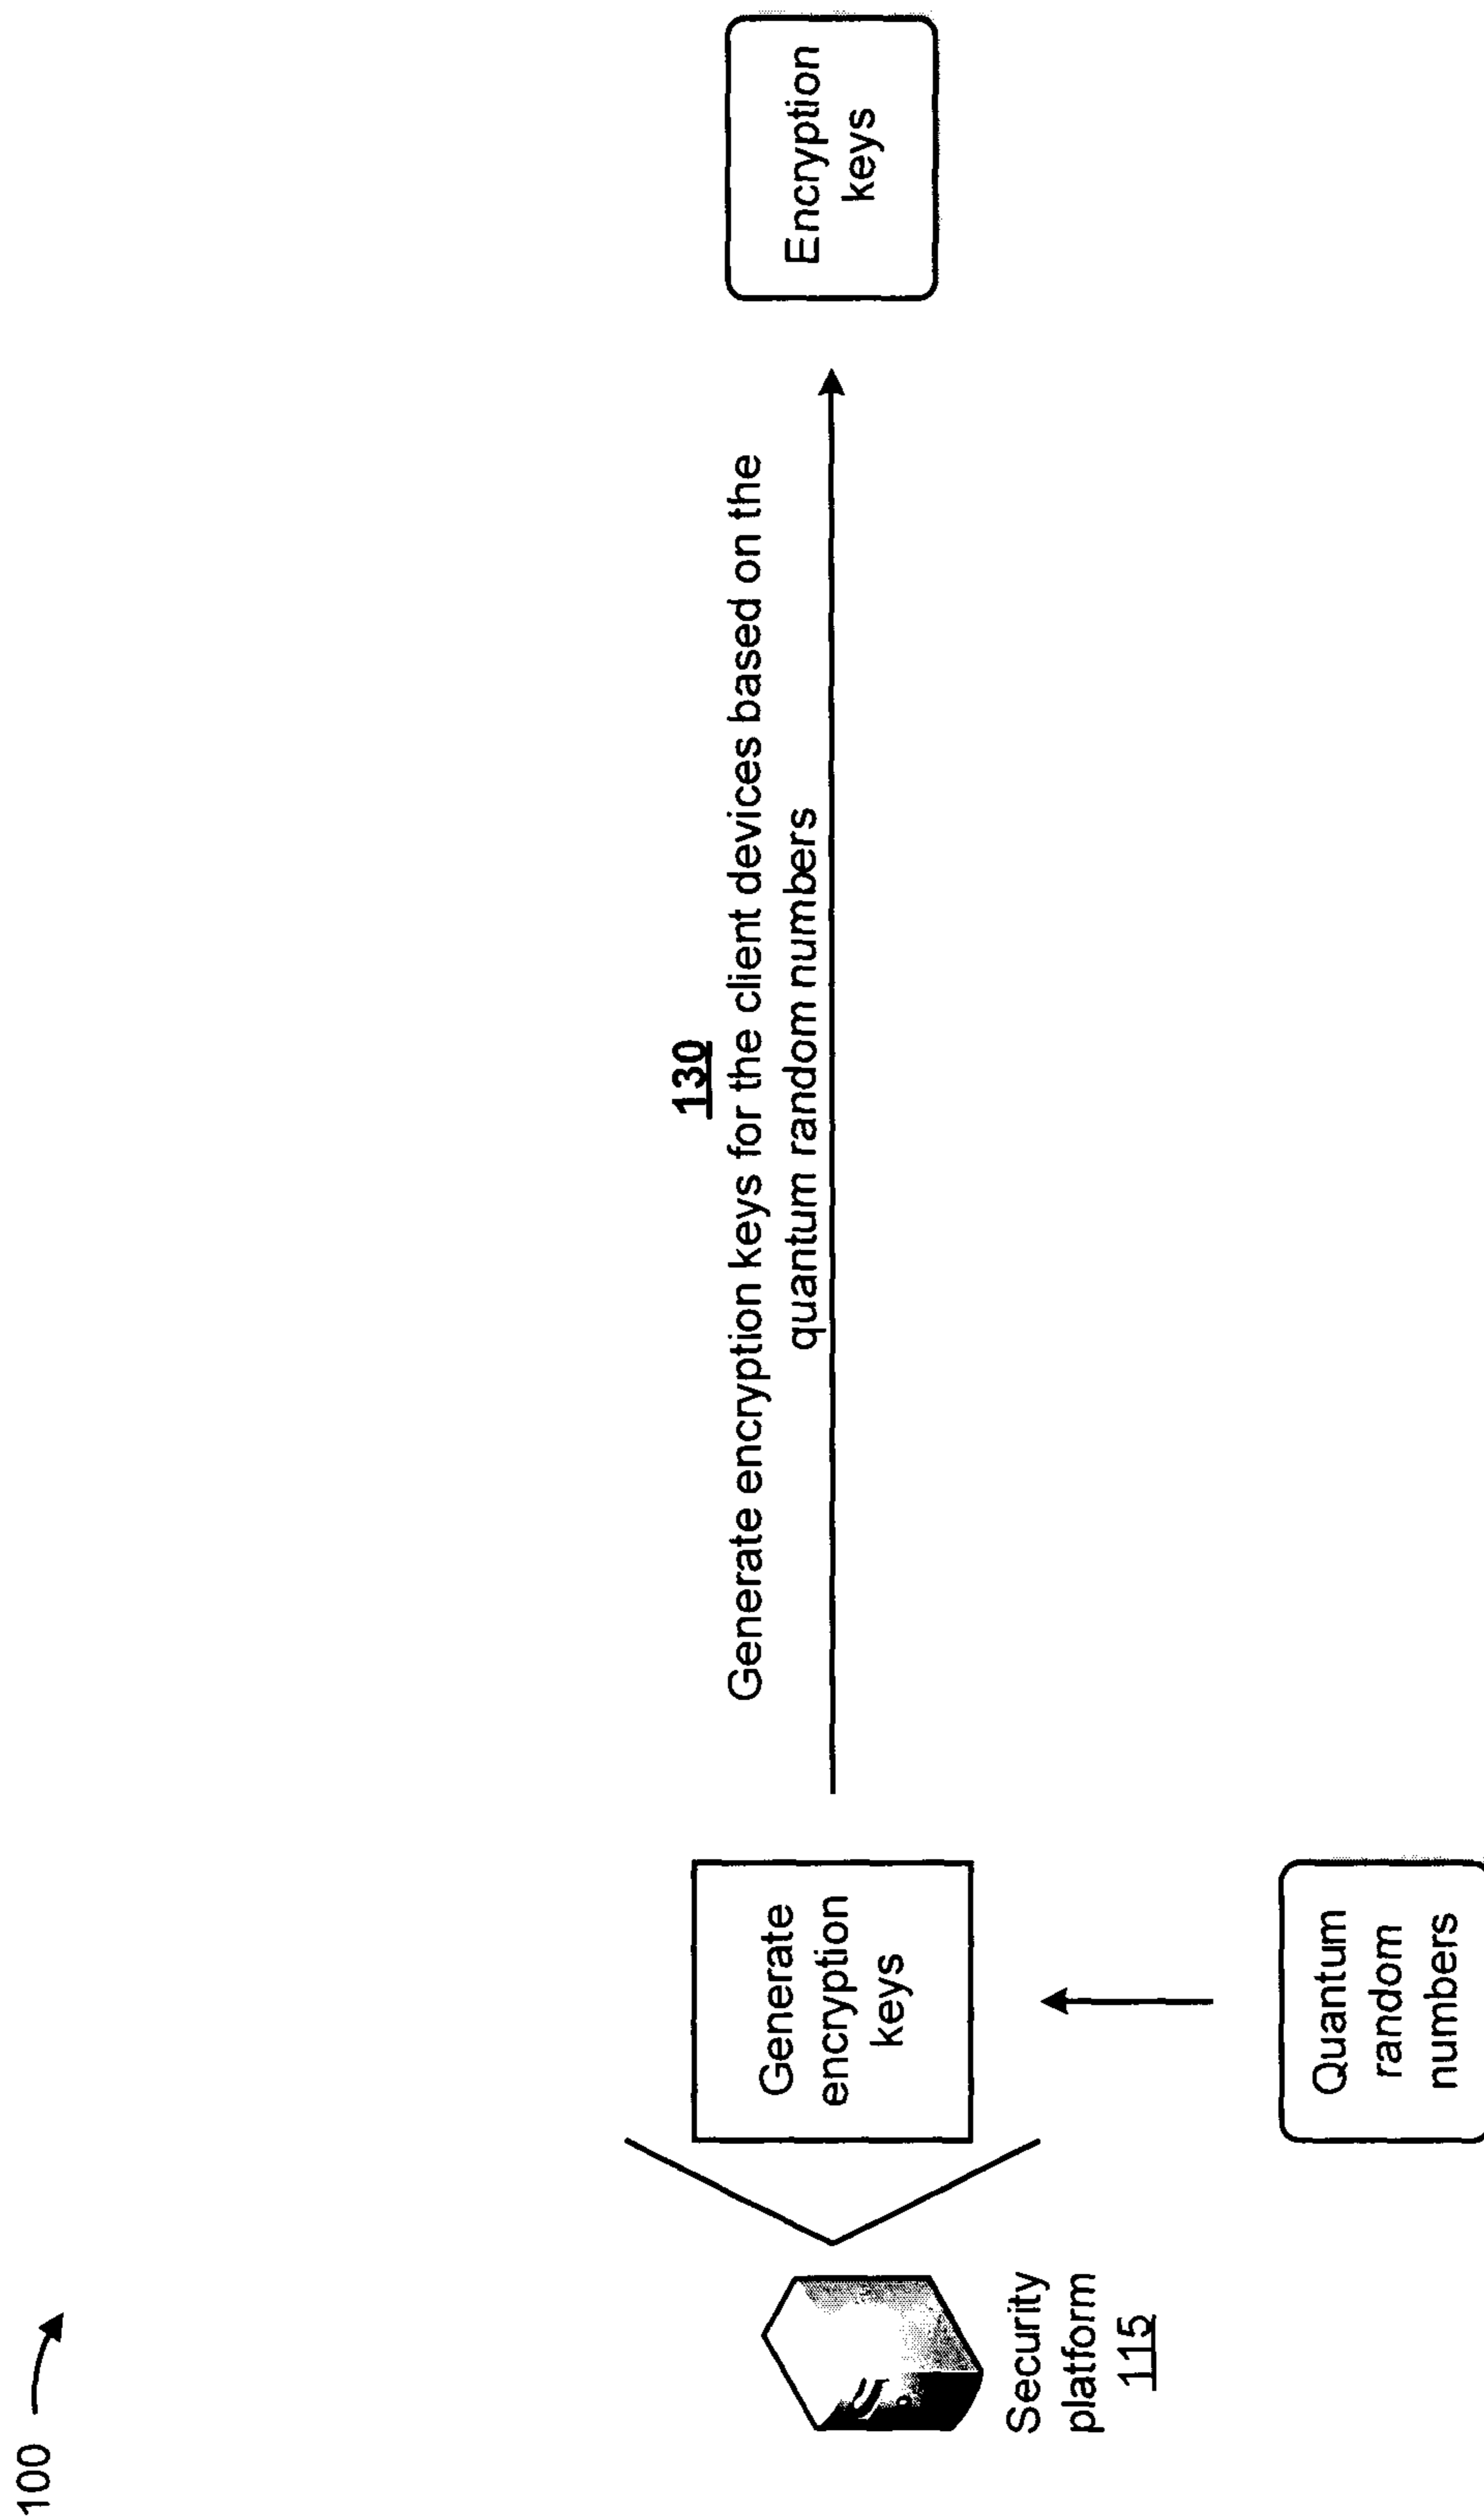 100
130
Generate encryption keys for the client devices based on the
quantum random numbers
Encryption
keys
Generate
encryption
keys
Security
platform
115
Quantum
random
numbers